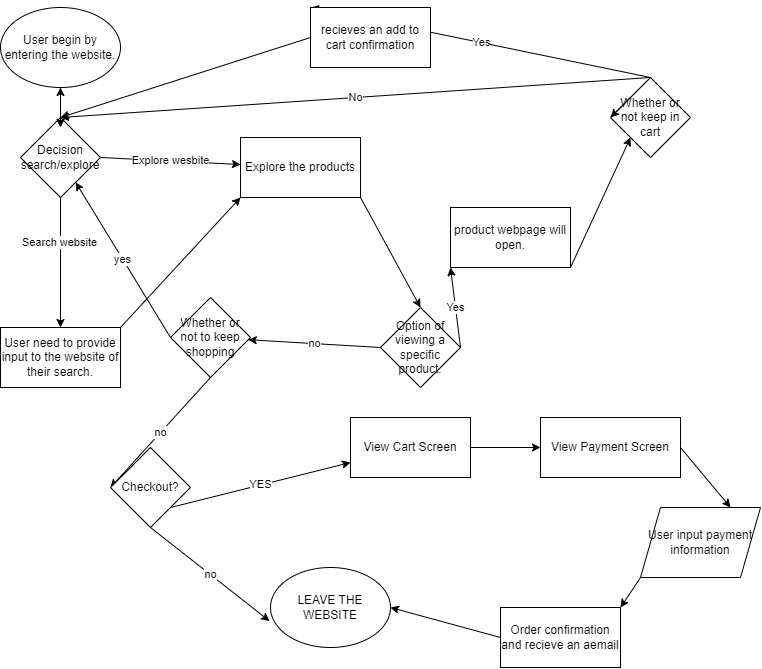 User begin by
entering the website.
recieves an add to
cart confirmation
Yes
No
Whether or
not keep in
cart
Decision
search/explore
Explore wesbite
Explore the products
product webpage will
open.
Search website
yes
Yes
User need to provide
input to the website of
their search.
Whether or
not to keep
shopping
no
Option of
viewing a
specific
product.
no
Checkout?
YES
View Cart Screen
View Payment Screen
User input payment
information
no
LEAVE THE
WEBSITE
Order confirmation
and recieve an aemail